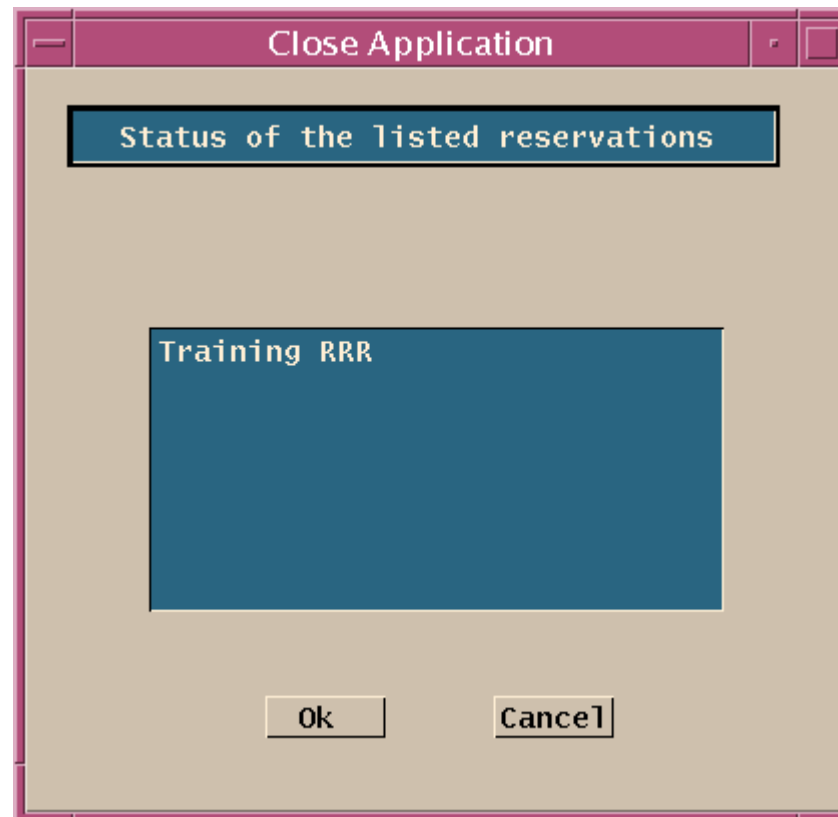 Close Application
Status of the listed reservations
Training RRR
Ok
Cancel